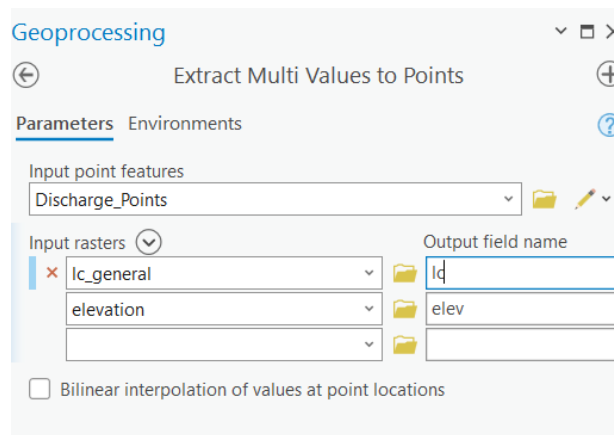 Geoprocessing
Extract Multi Values to Points
Parameters Environments
Input point features
Discharge_Points
Input rasters Output field name
lc_general lc
elevation elev
Bilinear interpolation of values at point locations